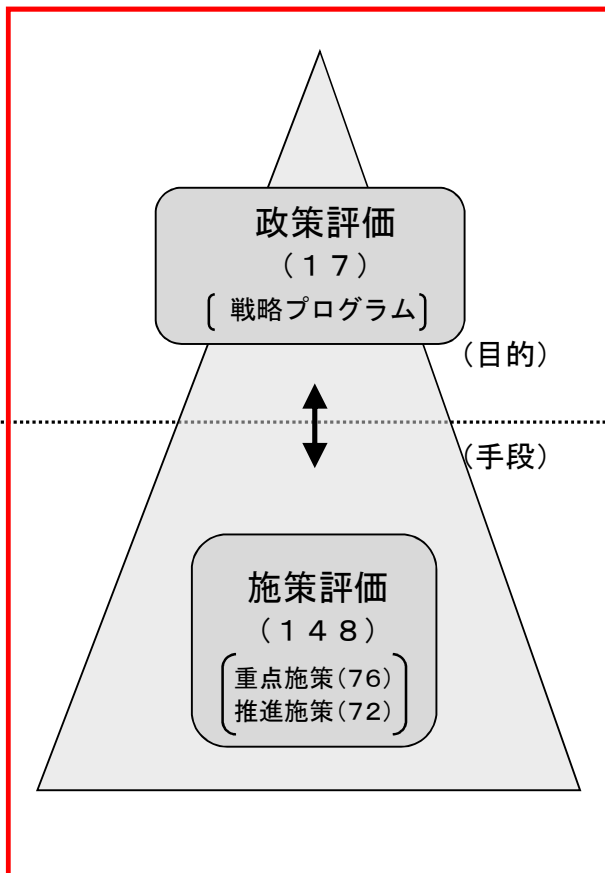 政策評価
（１７）
〔 戦略プログラム〕
（目的）
（手段）
施策評価
（１４８）
重点施策(76)
推進施策(72)